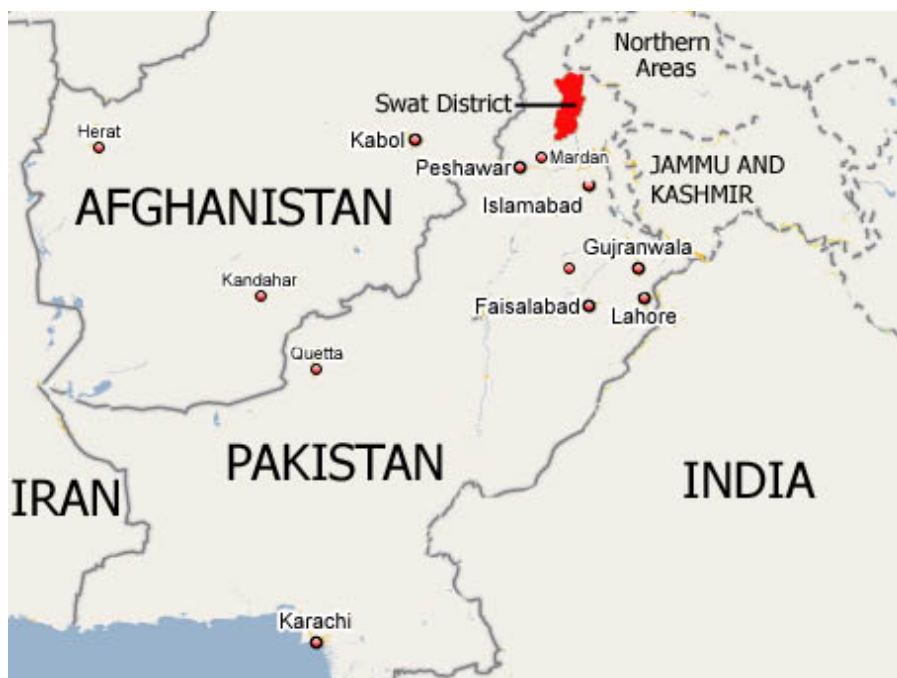 Northern
Areas
Swat District
Herat
Kabol
Mardan
Peshawar
JAMMU AND
KASHMIR
Islamabad
AFGHANISTAN
Gujranwala
Kandahar
Faisalabad
Lahore
Quetta
PAKISTAN
INDIA
IRAN
Karachi